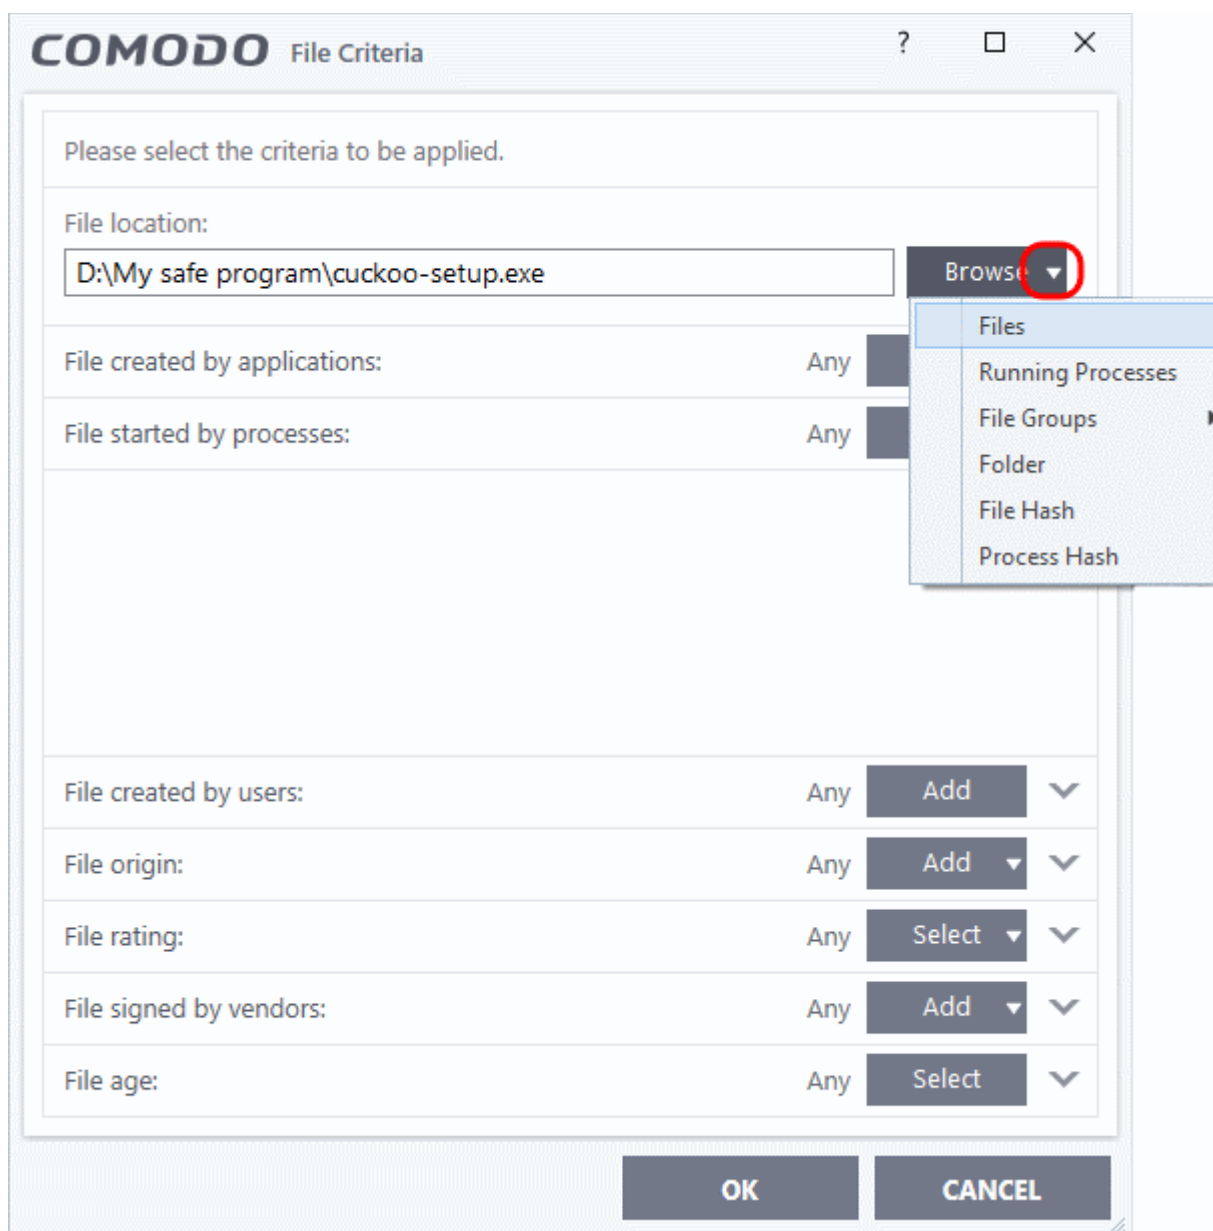 COMODO File Criteria ?
Please select the criteria to be applied.
File location:
D:\My safe program\cuckoo-setup.exe Browse
Files
File created by applications: Any
Running Processes
File Groups
File started by processes: Any
Folder
File Hash
Process Hash
File created by users: Any Add
File origin: Any Add
File rating: Any Select
File signed by vendors: Any Add
File age: Any Select
OK CANCEL